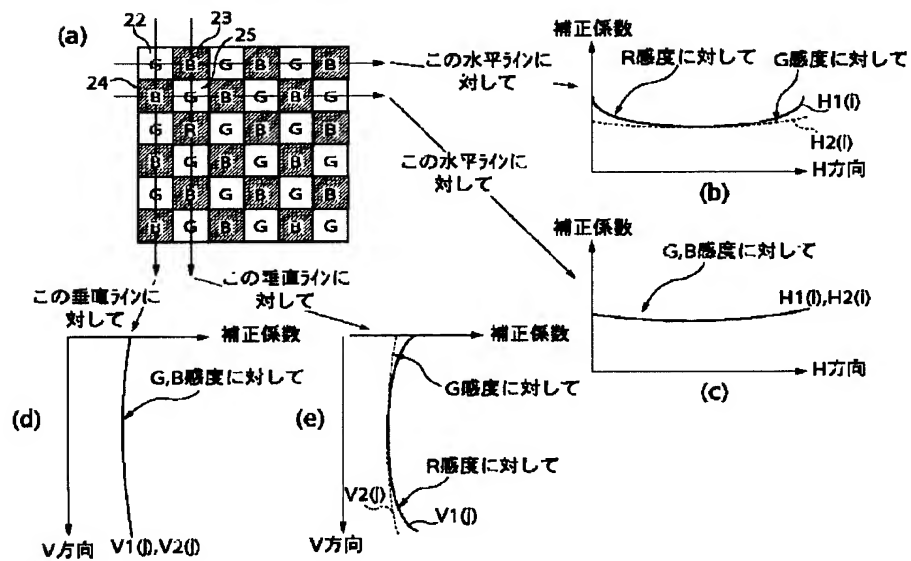 22
23
25
24
(a)
G B G B G B
B G B G B G
G R G B G B
B G B G B G
G B G B G B
B G B G B G
この水平ラインに
対して
この水平ラインに
対して
補正係数
R感度に対して
G感度に対して
H1(i)
H2(i)
H方向
(b)
補正係数
G,B感度に対して
H1(i),H2(i)
H方向
(c)
この垂直ラインに
対して
この垂直ラインに
対して
補正係数
G,B感度に対して
(d)
V方向
V1(j),V2(j)
補正係数
G感度に対して
(e)
R感度に対して
V2(j)
V1(j)
V方向